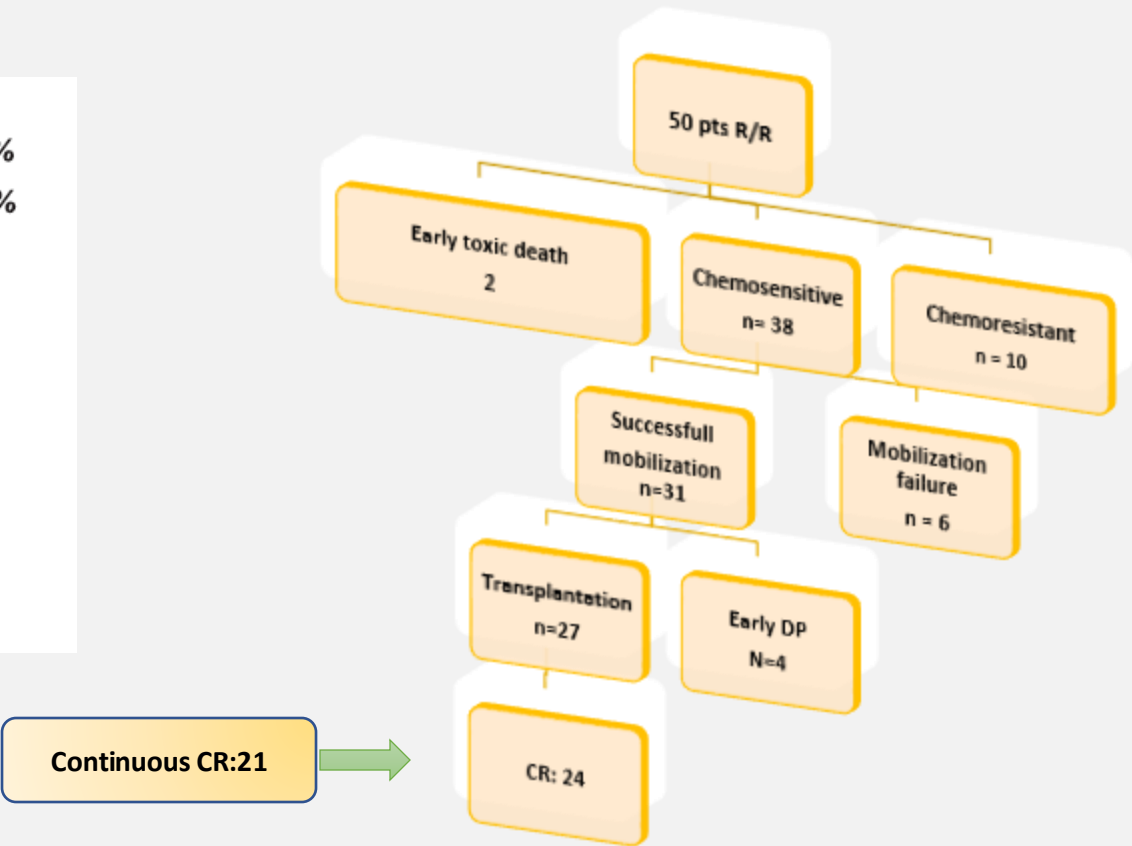 %
%
50 pts R/R
Early toxic death
2
Chemosensitive
n= 38
Chemoresistant
n = 10
Successfull
mobilization
n=31
Mobilization
failure
n = 6
Transplantation
n=27
Early DP
N=4
Continuous CR:21
CR: 24